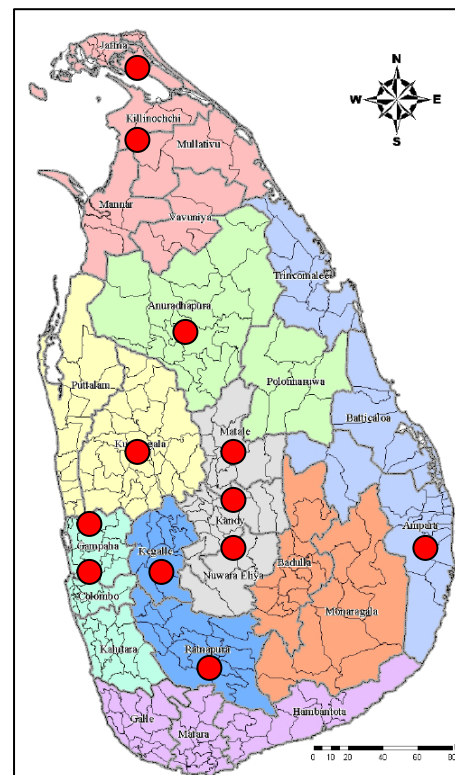 Jaffna
N
W E
S
Killinochchi
Mullativu
Mannar
Vavuniya
Trincomalee
Anuradhapura
Puttalam
Polonnaruwa
Batticaloa
Matale
Kandy
Ampara
Gampaha
Kegalle
Badulla
Nuwara Eliya
Colombo
Monaragala
Kalutara
Ratnapura
Hambantota
Galle
Matara
0 10 20 40 60 80